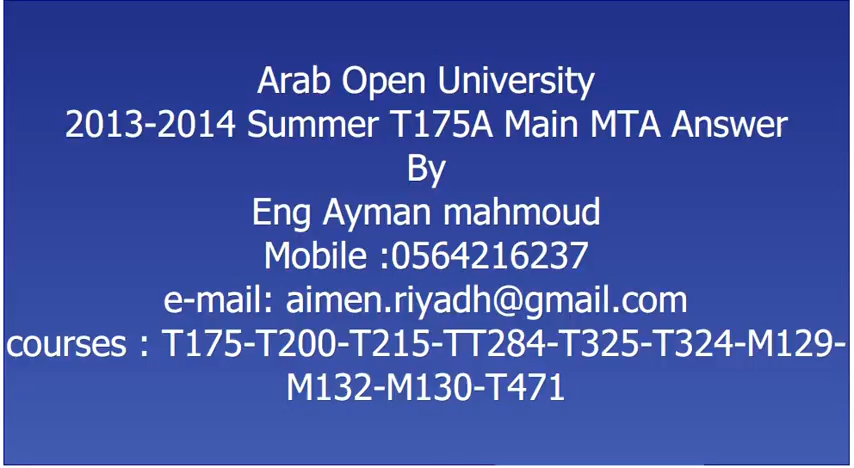 Arab Open University
2013-2014 Summer T175A Main MTA Answer
By
Eng Ayman mahmoud
Mobile :0564216237
e-mail: aimen.riyadh@gmail.com
courses : T175-T200-T215-TT284-T325-T324-M129-
M132-M130-T471